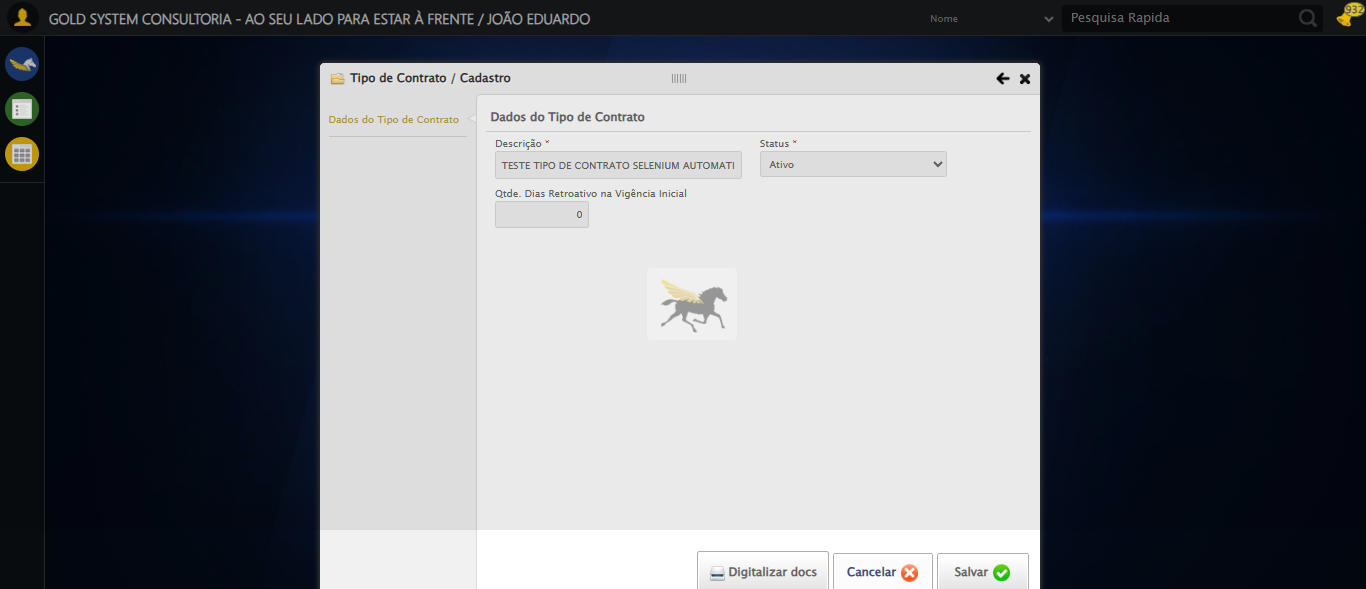 GOLD SYSTEM CONSULTORIA - AO SEU LADO PARA ESTAR À FRENTE / JOÃO EDUARDO
Nome
Pesquisa Rapida
932
Tipo de Contrato / Cadastro
Dados do Tipo de Contrato
Dados do Tipo de Contrato
Descrição *
Status *
TESTE TIPO DE CONTRATO SELENIUM AUTOMATI
Ativo
Qtde. Dias Retroativo na Vigência Inicial
0
Digitalizar docs
Cancelar
Salvar